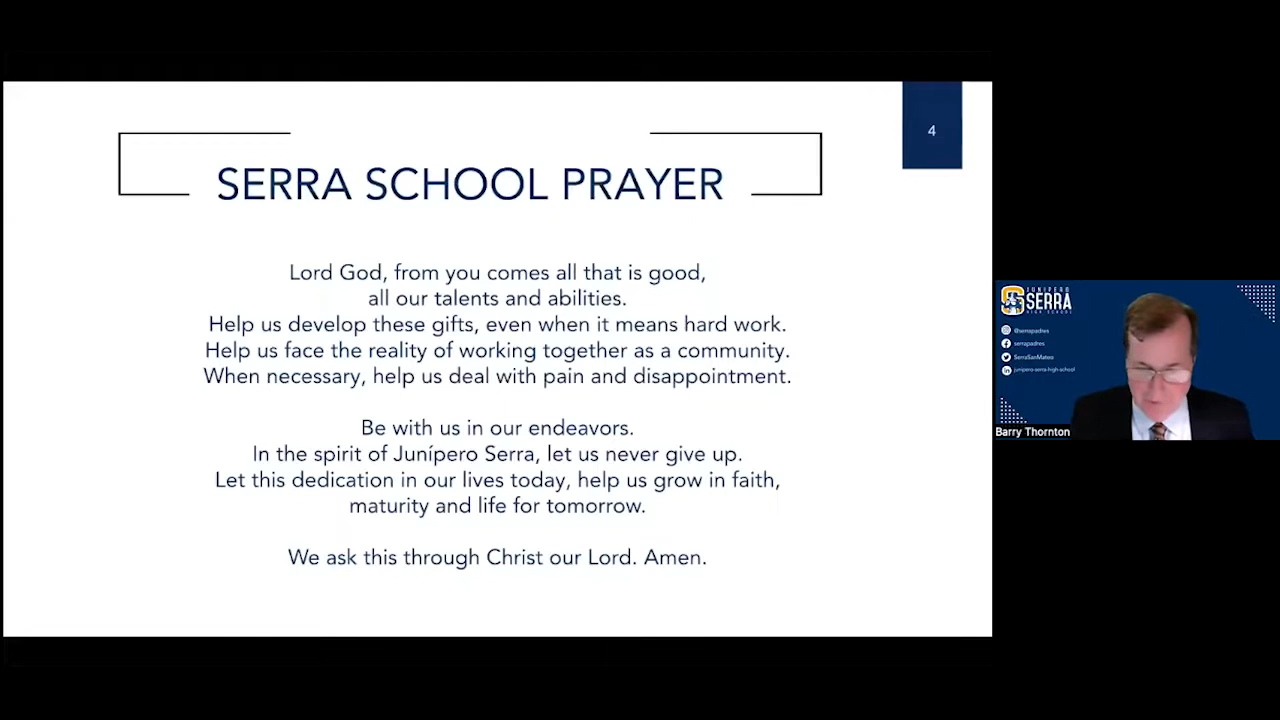 4
SERRA SCHOOL PRAYER
Lord God, from you comes all that is good,
all our talents and abilities.
Help us develop these gifts, even when it means hard work.
Help us face the reality of working together as a community.
When necessary, help us deal with pain and disappointment.
Be with us in our endeavors.
In the spirit of Junípero Serra, let us never give up.
Let this dedication in our lives today, help us grow in faith,
maturity and life for tomorrow.
We ask this through Christ our Lord. Amen.
JUNIPERO
SERRA
HIGH SCHOOL
@serrapadres
serrapadres
SerraSanMateo
junipero-serra-high-school
Barry Thornton